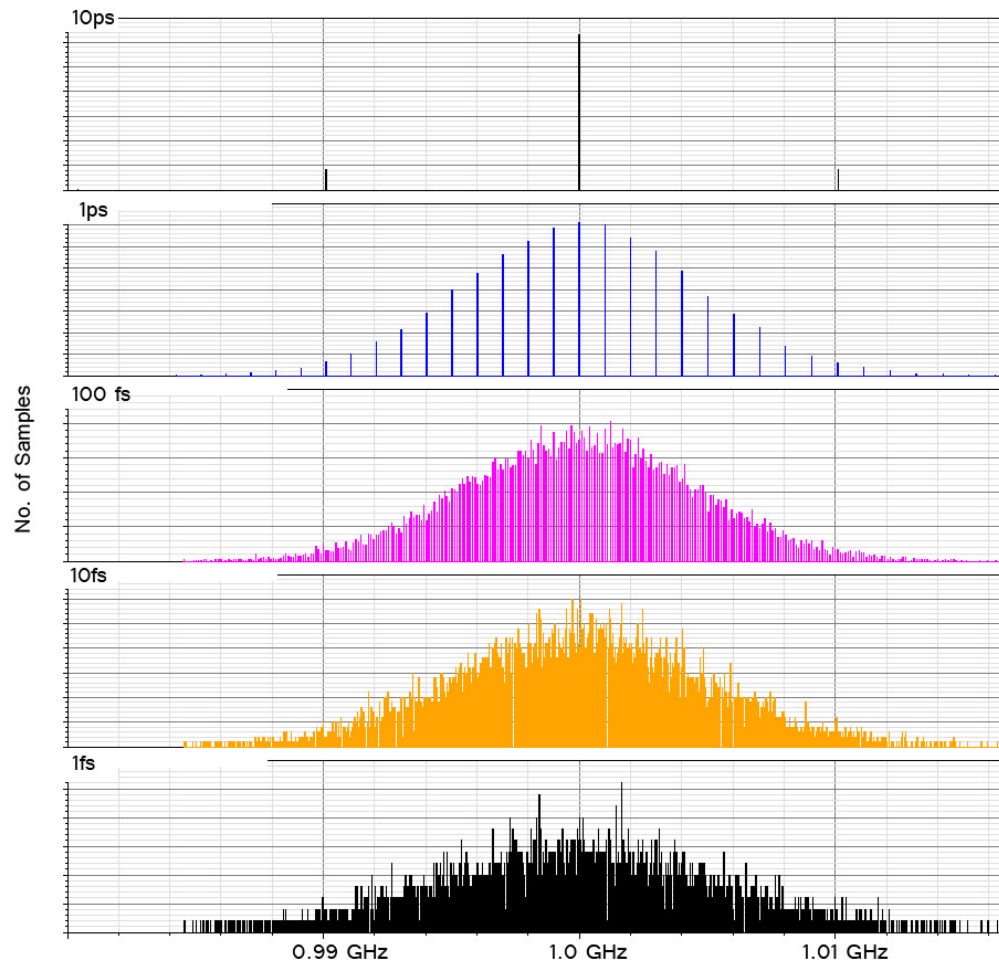 10ps
1ps
100 fs
10fs
1fs
No. of Samples
0.99 GHz
1.0 GHz
1.01 GHz